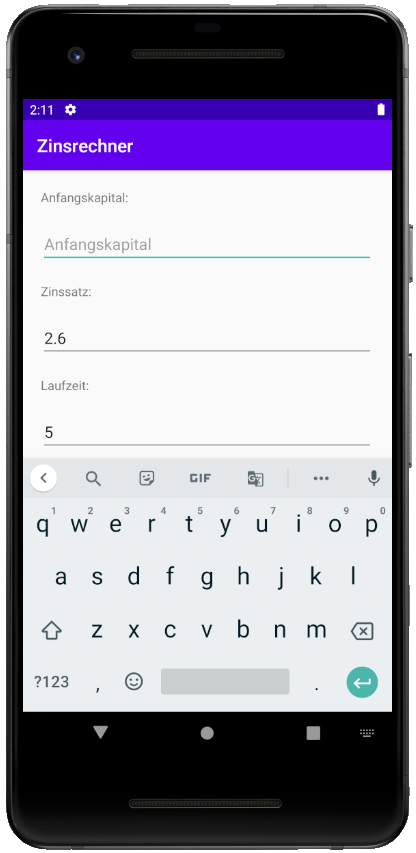 2:11
Zinsrechner
Anfangskapital:
Anfangskapital
Zinssatz:
2.6
Laufzeit:
5
GIF
1 2 3 4 5 6 7 8 9 0
q w e r t y u i o p
a s d f g h j k l
z x c v b n m
?123 , .